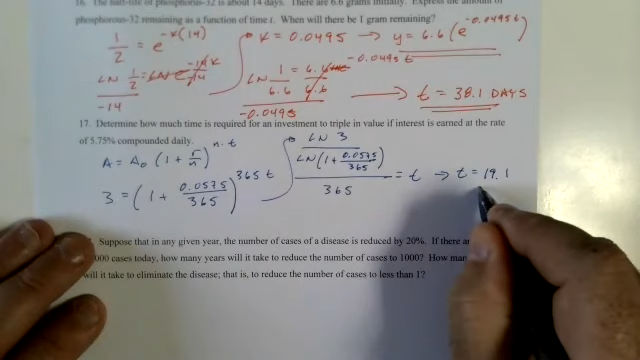 16. The half-life of phosphorus-32 is about 14 days. There are 6.6 grams initially. Express the amount of
phosphorous-32 remaining as a function of time t. When will there be 1 gram remaining?
1/2 = e^-K(14)
K = 0.0495 → y = 6.6 (e^-0.0495t)
LN 1/2 = -14K
-14
LN 1/6.6 = 6.6/6.6 -0.0495 t
-0.0495
→ t = 38.1 DAYS
17. Determine how much time is required for an investment to triple in value if interest is earned at the rate
of 5.75% compounded daily.
A = A₀ (1 + r/n)^n·t
3 = (1 + 0.0575/365)^365 t
LN 3
LN(1 + 0.0575/365)
365
= t → t = 19.1
Suppose that in any given year, the number of cases of a disease is reduced by 20%. If there
000 cases today, how many years will it take to reduce the number of cases to 1000? How
will it take to eliminate the disease; that is, to reduce the number of cases to less than 1?